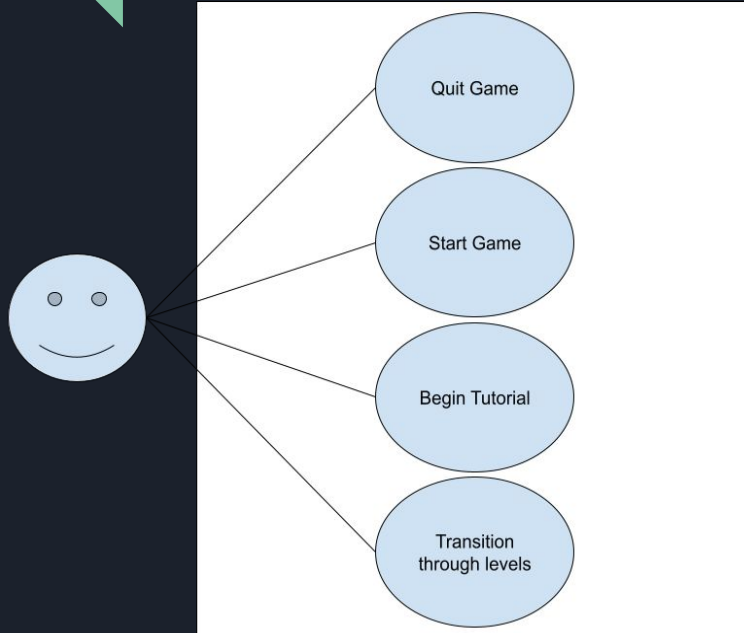 Quit Game
Start Game
Begin Tutorial
Transition
through levels